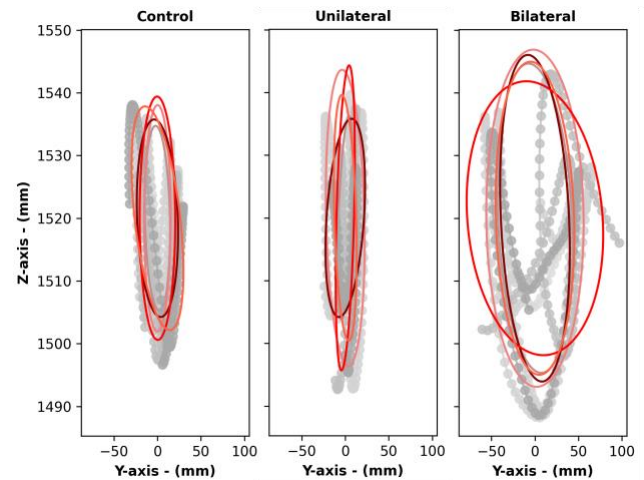 Control Unilateral Bilateral
1550
1540
1530
1520
1510
1500
1490
Z-axis - (mm)
−50 0 50 100 −50 0 50 100 −50 0 50 100
Y-axis - (mm) Y-axis - (mm) Y-axis - (mm)